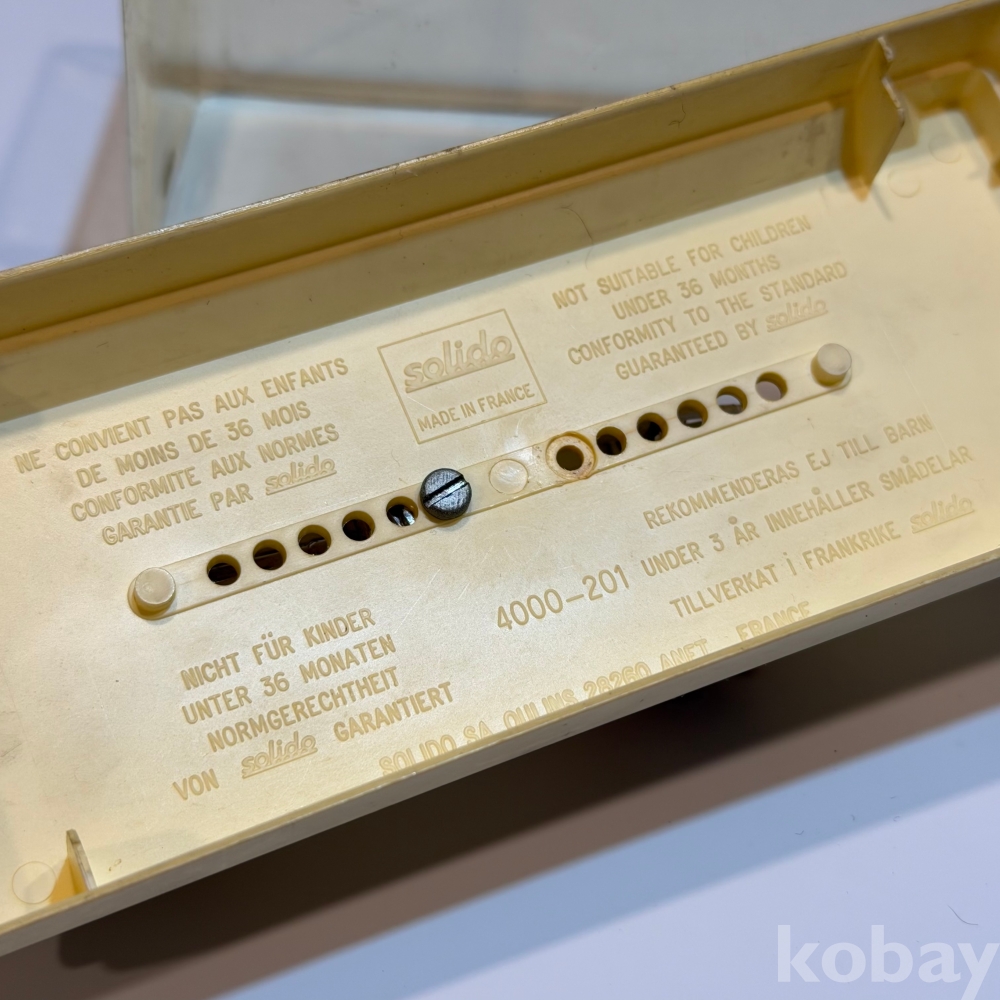 NE CONVIENT PAS AUX ENFANTS
DE MOINS DE 36 MOIS
CONFORMITE AUX NORMES
GARANTIE PAR solido
solido
MADE IN FRANCE
NOT SUITABLE FOR CHILDREN
UNDER 36 MONTHS
CONFORMITY TO THE STANDARD
GUARANTEED BY solido
NICHT FÜR KINDER
UNTER 36 MONATEN
NORMGERECHTHEIT
VON solido GARANTIERT
4000-201
REKOMMENDERAS EJ TILL BARN
UNDER 3 ÅR INNEHÅLLER SMÅDELAR
TILLVERKAT I FRANKRIKE solido
SOLIDO SA OULINS 28260 ANET FRANCE
kobay